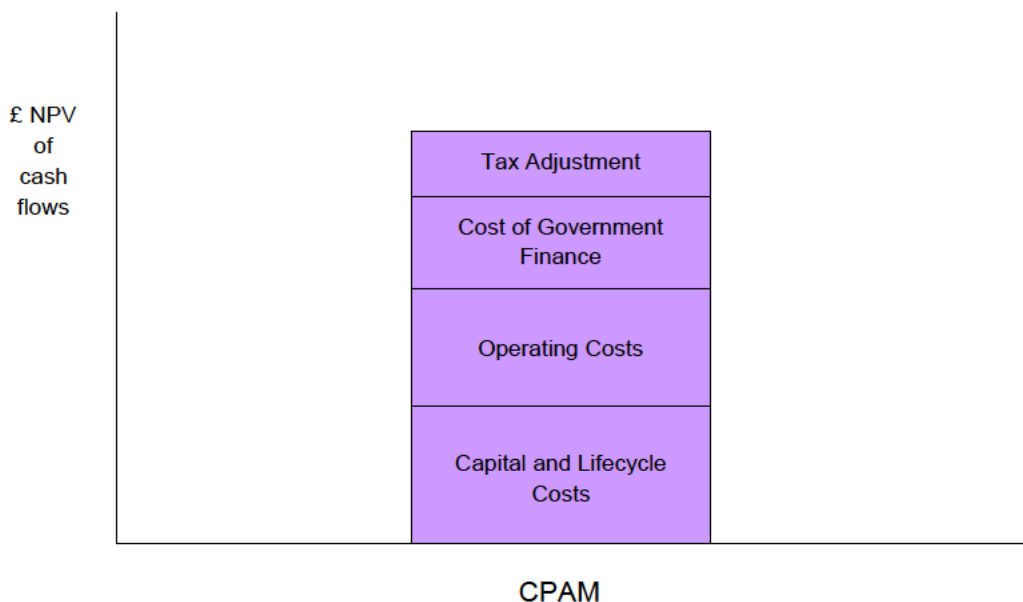 £ NPV
of
cash
flows
Tax Adjustment
Cost of Government
Finance
Operating Costs
Capital and Lifecycle
Costs
CPAM